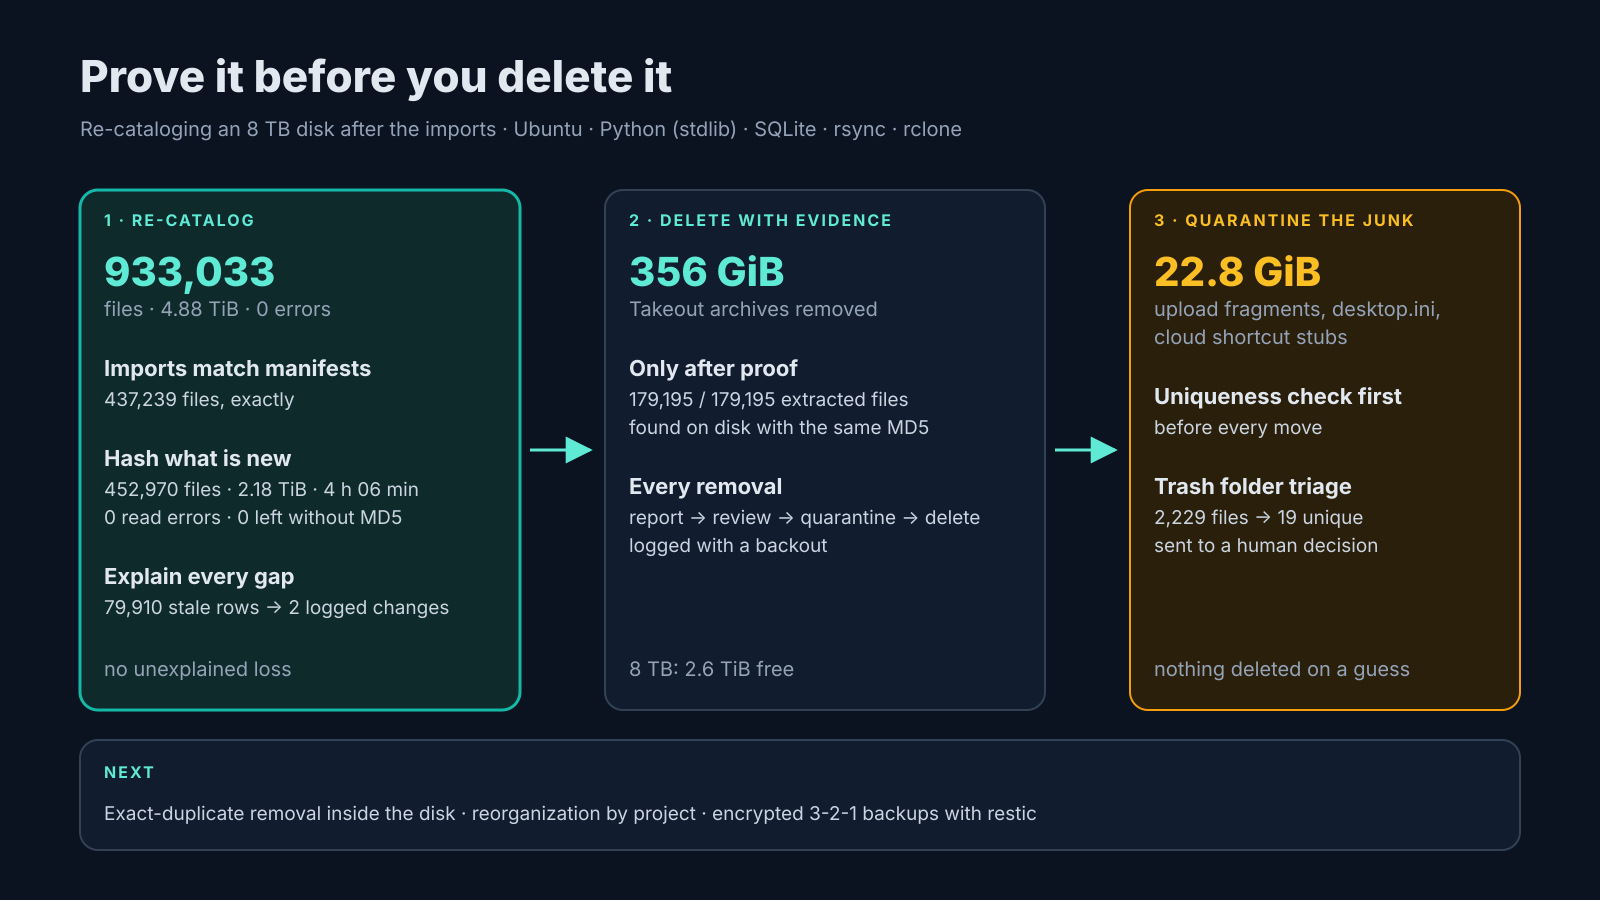 Prove it before you delete it
Re-cataloging an 8 TB disk after the imports · Ubuntu · Python (stdlib) · SQLite · rsync · rclone
1 · RE-CATALOG
933,033
files · 4.88 TiB · 0 errors
Imports match manifests
437,239 files, exactly
Hash what is new
452,970 files · 2.18 TiB · 4 h 06 min
0 read errors · 0 left without MD5
Explain every gap
79,910 stale rows → 2 logged changes
no unexplained loss
2 · DELETE WITH EVIDENCE
356 GiB
Takeout archives removed
Only after proof
179,195 / 179,195 extracted files
found on disk with the same MD5
Every removal
report → review → quarantine → delete
logged with a backout
8 TB: 2.6 TiB free
3 · QUARANTINE THE JUNK
22.8 GiB
upload fragments, desktop.ini,
cloud shortcut stubs
Uniqueness check first
before every move
Trash folder triage
2,229 files → 19 unique
sent to a human decision
nothing deleted on a guess
NEXT
Exact-duplicate removal inside the disk · reorganization by project · encrypted 3-2-1 backups with restic